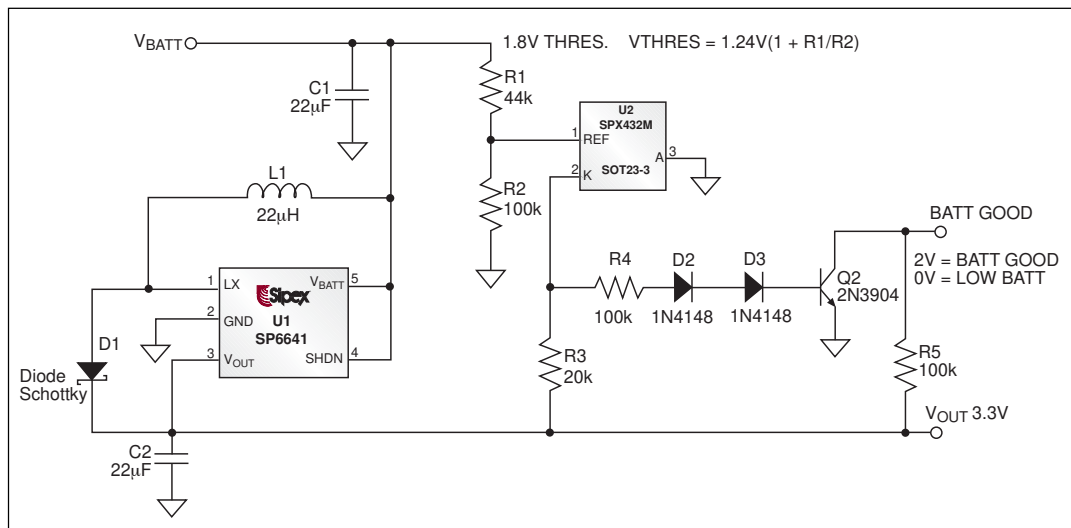 VBATT
1.8V THRES. VTHRES = 1.24V(1 + R1/R2)
C1
22µF
R1
44k
U2
SPX432M
1
REF
A
3
2
K
SOT23-3
L1
22µH
R2
100k
BATT GOOD
2V = BATT GOOD
0V = LOW BATT
R4
100k
D2
1N4148
D3
1N4148
Q2
2N3904
1
LX
Sipex
VBATT
5
2
GND
U1
SP6641
3
VOUT
SHDN
4
D1
Diode
Schottky
R3
20k
R5
100k
VOUT 3.3V
C2
22µF